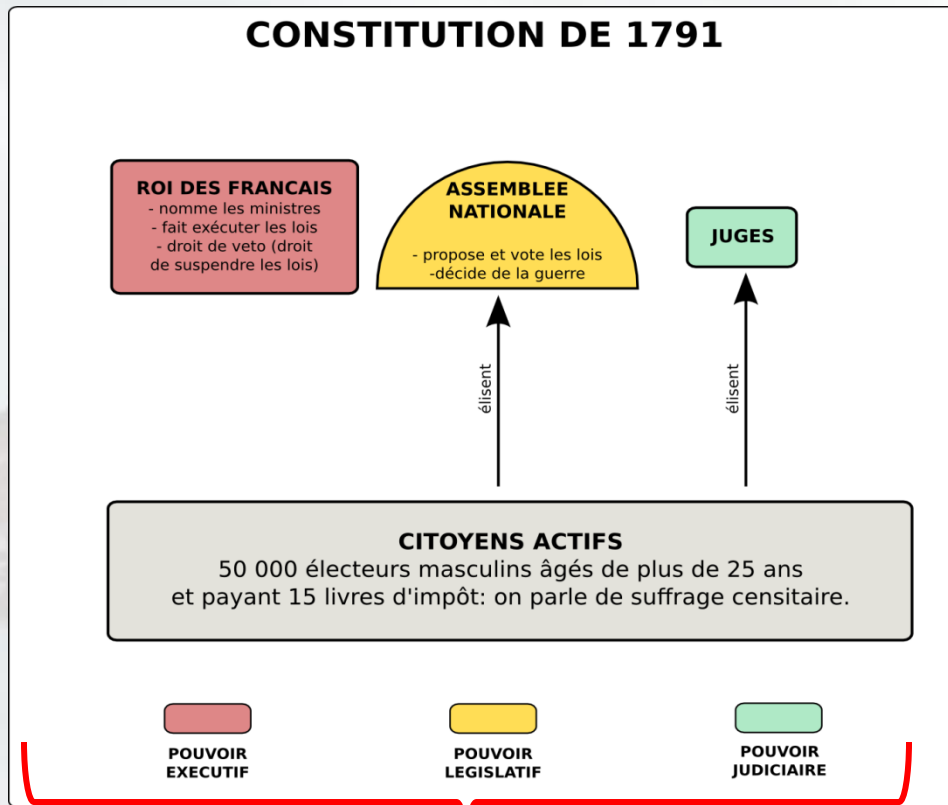 CONSTITUTION DE 1791
ROI DES FRANCAIS
- nomme les ministres
- fait exécuter les lois
- droit de veto (droit
de suspendre les lois)
ASSEMBLEE
NATIONALE
- propose et vote les lois
-décide de la guerre
JUGES
élisent
élisent
CITOYENS ACTIFS
50 000 électeurs masculins âgés de plus de 25 ans
et payant 15 livres d'impôt: on parle de suffrage censitaire.
POUVOIR
EXECUTIF
POUVOIR
LEGISLATIF
POUVOIR
JUDICIAIRE